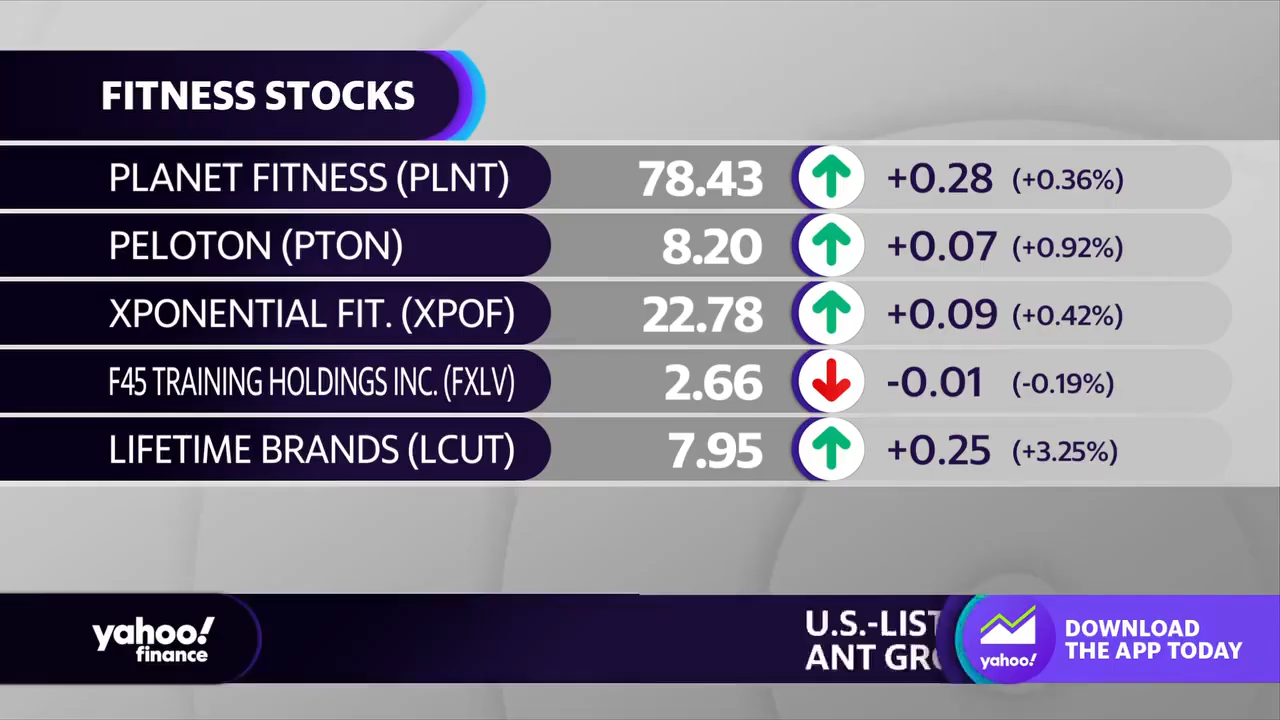 FITNESS STOCKS
PLANET FITNESS (PLNT) 78.43 +0.28 (+0.36%)
PELOTON (PTON) 8.20 +0.07 (+0.92%)
XPONENTIAL FIT. (XPOF) 22.78 +0.09 (+0.42%)
F45 TRAINING HOLDINGS INC. (FXLV) 2.66 -0.01 (-0.19%)
LIFETIME BRANDS (LCUT) 7.95 +0.25 (+3.25%)
yahoo!
finance
U.S.-LIST
ANT GRO
yahoo!
DOWNLOAD
THE APP TODAY